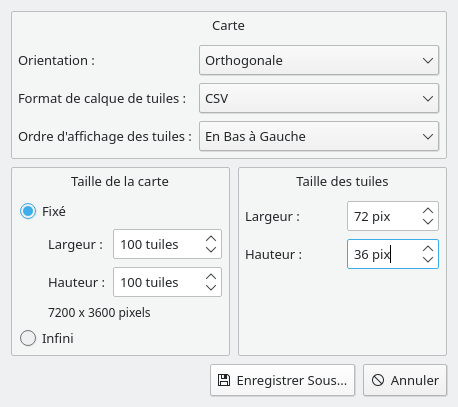 Carte
Orientation :
Orthogonale
Format de calque de tuiles :
CSV
Ordre d'affichage des tuiles :
En Bas à Gauche
Taille de la carte
Fixé
Largeur :
100 tuiles
Hauteur :
100 tuiles
7200 x 3600 pixels
Infini
Taille des tuiles
Largeur :
72 pix
Hauteur :
36 pix
Enregistrer Sous...
Annuler